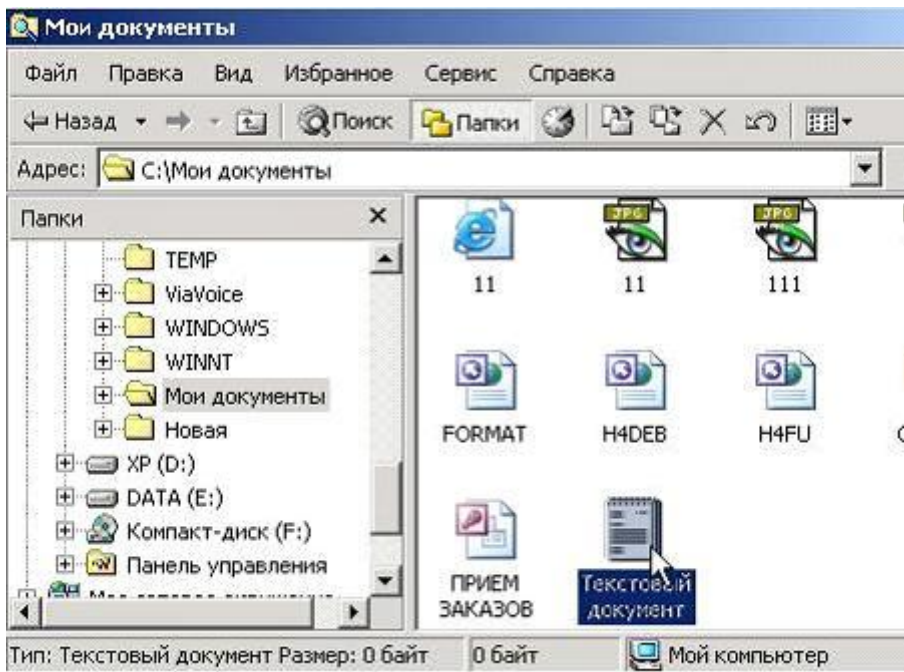 Мои документы
Файл Правка Вид Избранное Сервис Справка
Назад Поиск Папки
Адрес: C:\Мои документы
Папки
TEMP
ViaVoice
WINDOWS
WINNT
Мои документы
Новая
XP (D:)
DATA (E:)
Компакт-диск (F:)
Панель управления
JPG JPG
11 11 111
FORMAT H4DEB H4FU
ПРИЕМ
ЗАКАЗОВ
Текстовый
документ
Тип: Текстовый документ Размер: 0 байт 0 байт Мой компьютер